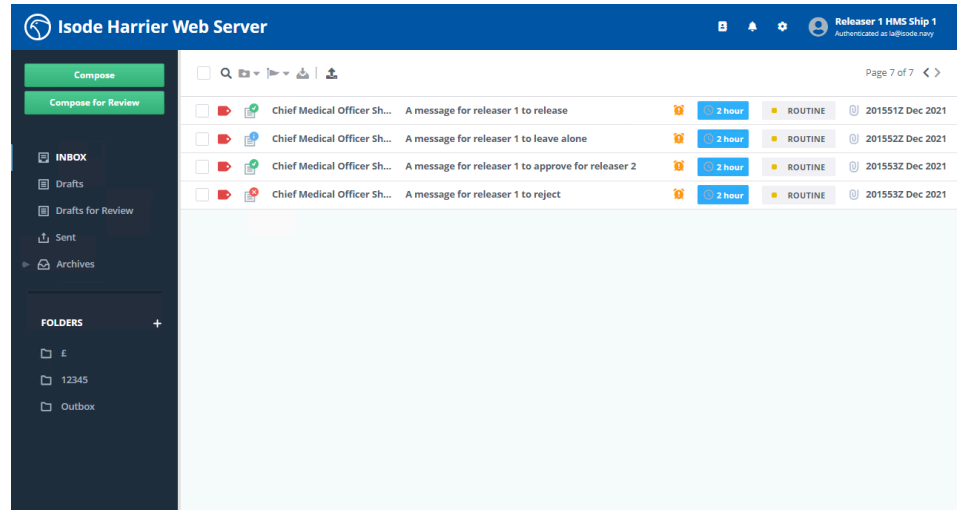 Isode Harrier Web Server
Releaser 1 HMS Ship 1
Authenticated as la@isode.navy
Compose
Compose for Review
INBOX
Drafts
Drafts for Review
Sent
Archives
FOLDERS +
£
12345
Outbox
Page 7 of 7
Chief Medical Officer Sh... A message for releaser 1 to release 2 hour ROUTINE 201551Z Dec 2021
Chief Medical Officer Sh... A message for releaser 1 to leave alone 2 hour ROUTINE 201552Z Dec 2021
Chief Medical Officer Sh... A message for releaser 1 to approve for releaser 2 2 hour ROUTINE 201553Z Dec 2021
Chief Medical Officer Sh... A message for releaser 1 to reject 2 hour ROUTINE 201553Z Dec 2021